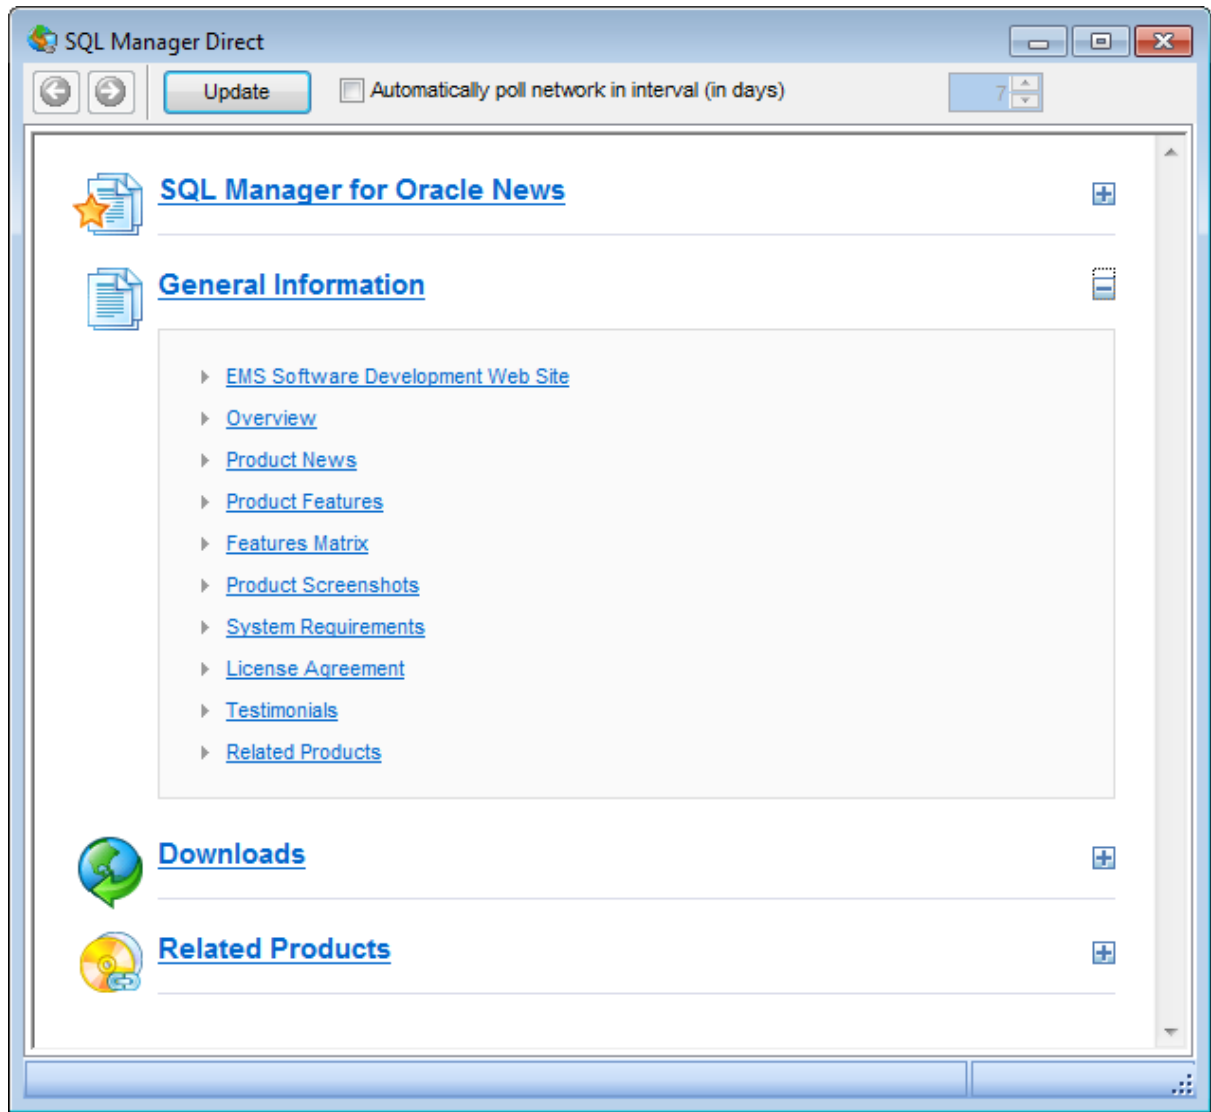 SQL Manager Direct
Update
Automatically poll network in interval (in days)
7
SQL Manager for Oracle News
General Information
EMS Software Development Web Site
Overview
Product News
Product Features
Features Matrix
Product Screenshots
System Requirements
License Agreement
Testimonials
Related Products
Downloads
Related Products